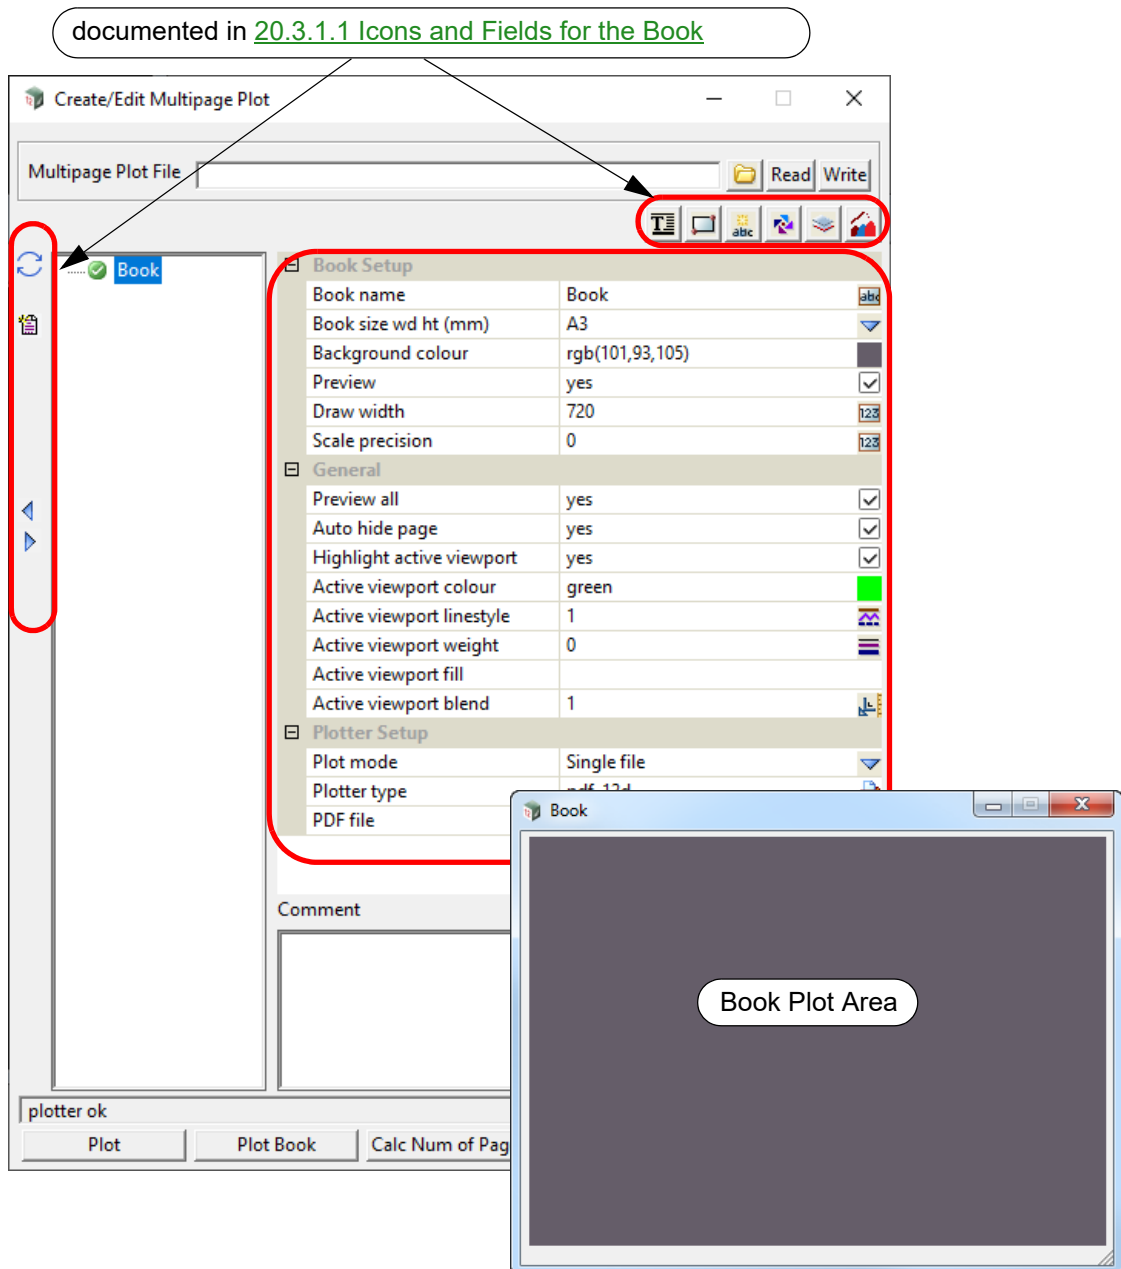 documented in 20.3.1.1 Icons and Fields for the Book
Create/Edit Multipage Plot
Multipage Plot File
Read
Write
Book
Book Setup
Book name Book
Book size wd ht (mm) A3
Background colour rgb(101,93,105)
Preview yes
Draw width 720
Scale precision 0
General
Preview all yes
Auto hide page yes
Highlight active viewport yes
Active viewport colour green
Active viewport linestyle 1
Active viewport weight 0
Active viewport fill
Active viewport blend 1
Plotter Setup
Plot mode Single file
Plotter type
PDF file
Comment
Book
Book Plot Area
plotter ok
Plot
Plot Book
Calc Num of Pag